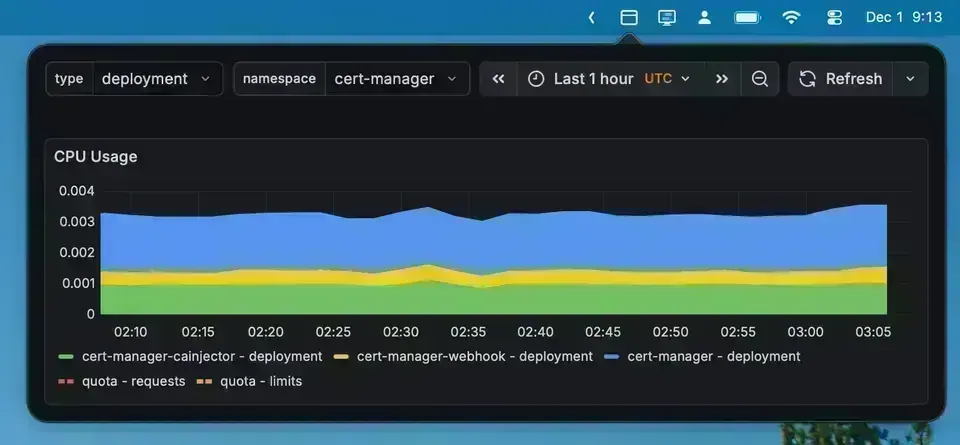 Dec 1 9:13
type deployment namespace cert-manager Last 1 hour UTC Refresh
CPU Usage
0.004
0.003
0.002
0.001
0
02:10 02:15 02:20 02:25 02:30 02:35 02:40 02:45 02:50 02:55 03:00 03:05
cert-manager-cainjector - deployment cert-manager-webhook - deployment cert-manager - deployment
quota - requests quota - limits